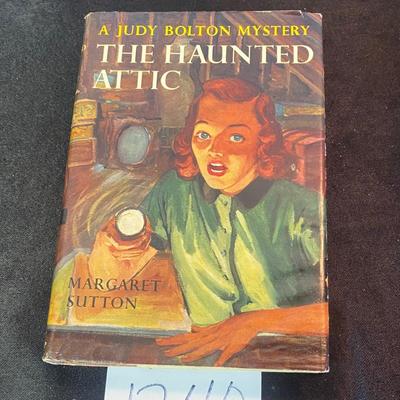 A JUDY BOLTON MYSTERY
THE HAUNTED
ATTIC
MARGARET
SUTTON